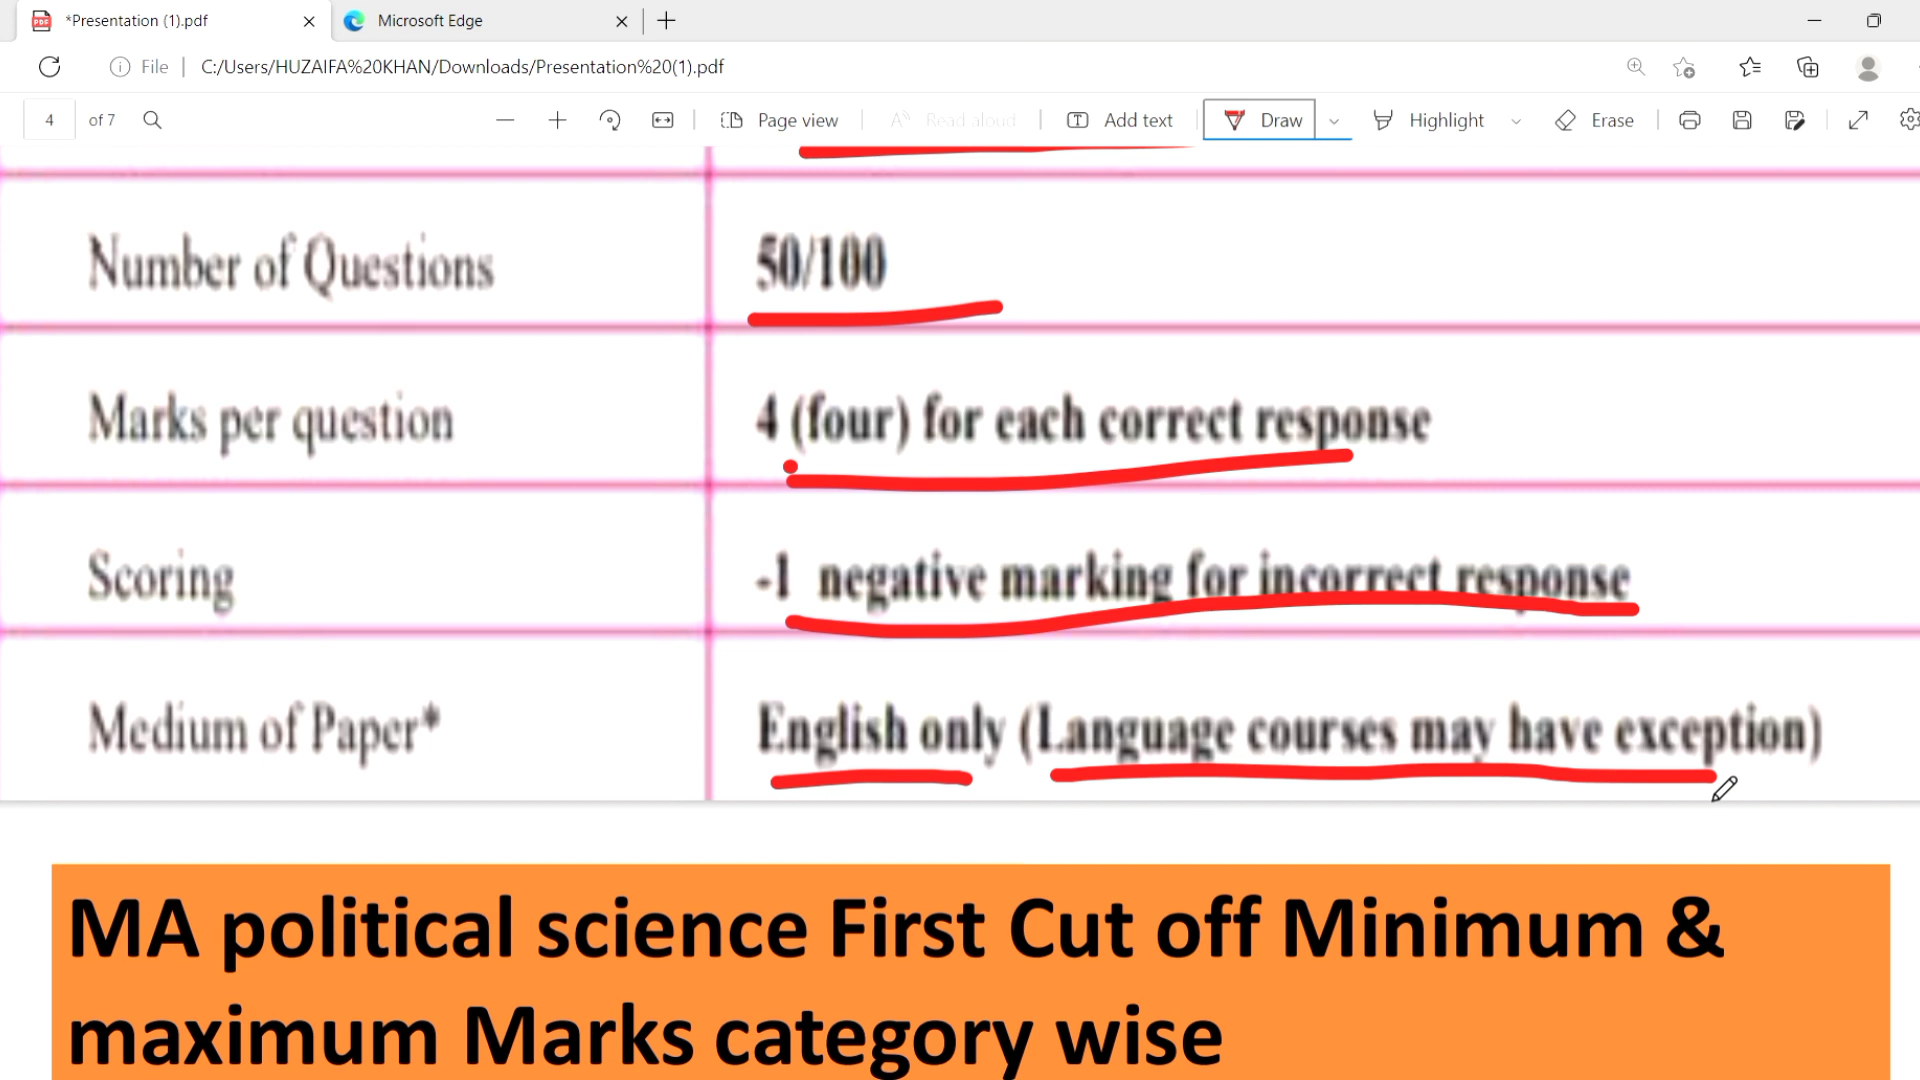 *Presentation (1).pdf
Microsoft Edge
File
C:/Users/HUZAIFA%20KHAN/Downloads/Presentation%20(1).pdf
4 of 7
Page view
Read aloud
Add text
Draw
Highlight
Erase
Number of Questions 50/100
Marks per question 4 (four) for each correct response
Scoring -1 negative marking for incorrect response
Medium of Paper* English only (Language courses may have exception)
MA political science First Cut off Minimum &
maximum Marks category wise